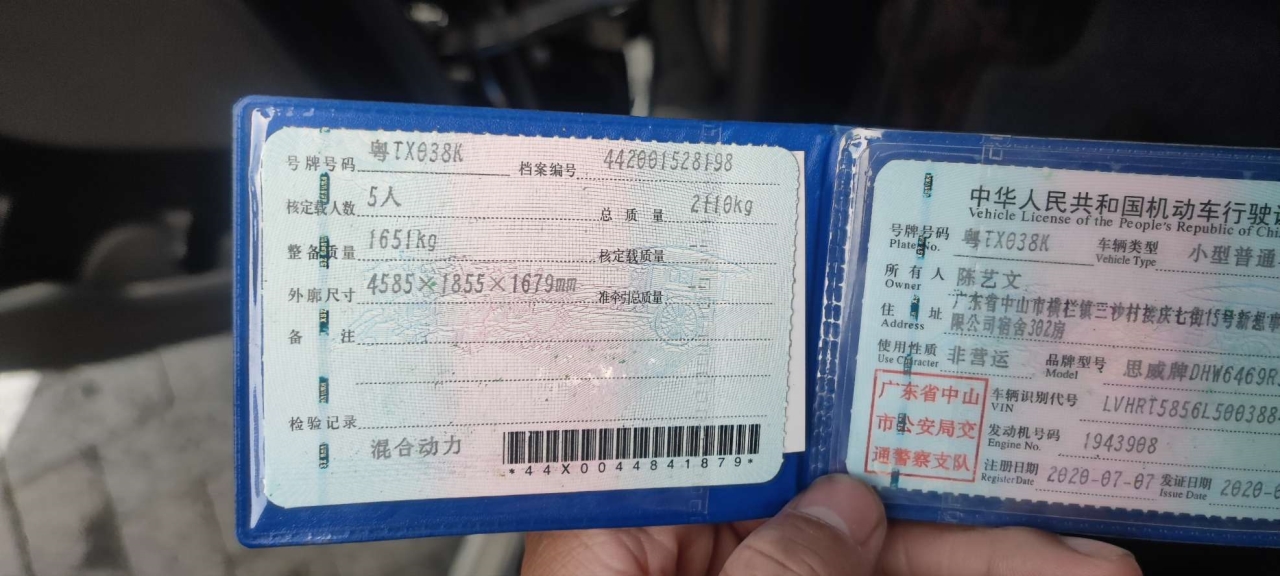 号牌号码 粤TX038K 档案编号 442001528198
核定载人数 5人 总质量 2110kg
整备质量 1651kg 核定载质量 --
外廓尺寸 4585×1855×1679mm 准牵引总质量 --
备注
检验记录
混合动力
*44X0044841879*
中华人民共和国机动车行驶
Vehicle License of the People's Republic of Chi
号牌号码 粤TX038K 车辆类型 小型普通
Plate No. Vehicle Type
所有人 陈艺文
Owner
住址 广东省中山市横栏镇三沙村
Address 限公司宿舍302房
使用性质 非营运 品牌型号 思威牌DHW6469R
Use Character Model
广东省中山
市公安局交
通警察支队
车辆识别代号 LVHRT5856L500388
VIN
发动机号码 1943908
Engine No.
注册日期 2020-07-07 发证日期 2020-
Register Date Issue Date